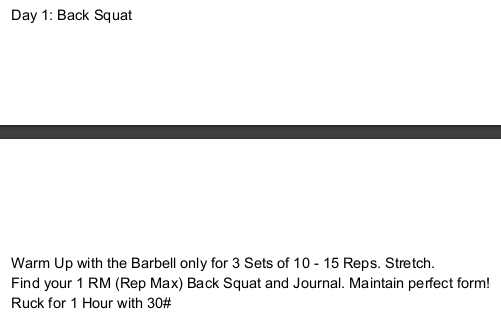 Day 1: Back Squat
Warm Up with the Barbell only for 3 Sets of 10 - 15 Reps. Stretch.
Find your 1 RM (Rep Max) Back Squat and Journal. Maintain perfect form!
Ruck for 1 Hour with 30#